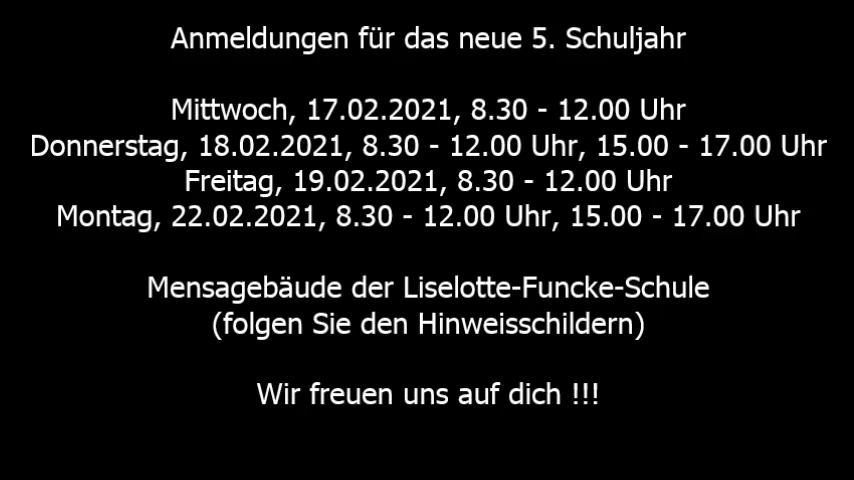 Anmeldungen für das neue 5. Schuljahr
Mittwoch, 17.02.2021, 8.30 - 12.00 Uhr
Donnerstag, 18.02.2021, 8.30 - 12.00 Uhr, 15.00 - 17.00 Uhr
Freitag, 19.02.2021, 8.30 - 12.00 Uhr
Montag, 22.02.2021, 8.30 - 12.00 Uhr, 15.00 - 17.00 Uhr
Mensagebäude der Liselotte-Funcke-Schule
(folgen Sie den Hinweisschildern)
Wir freuen uns auf dich !!!